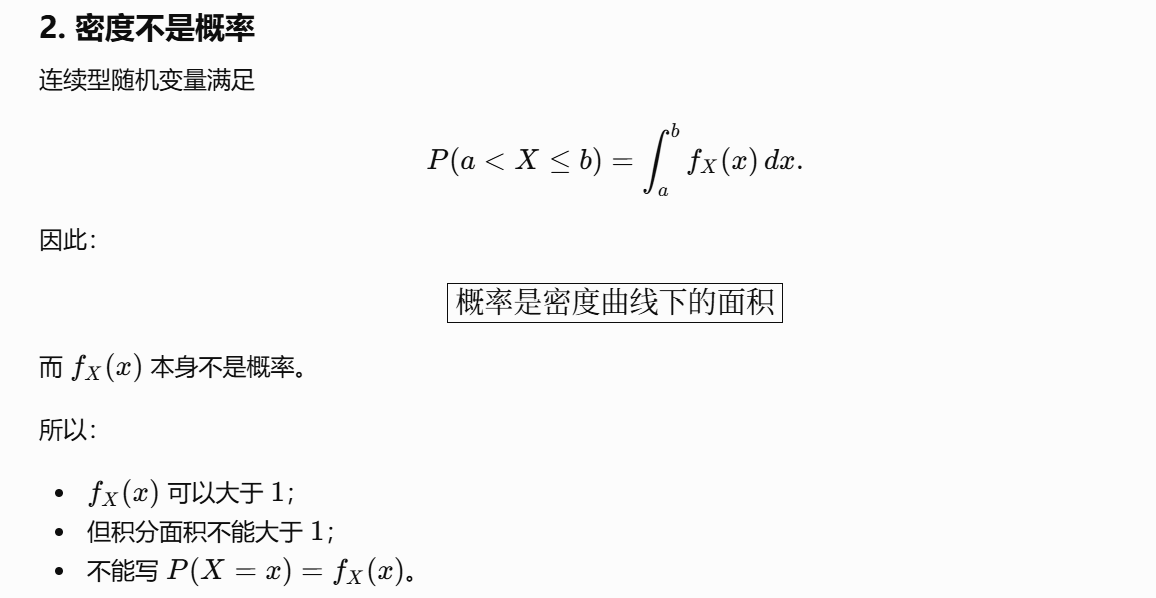 2. 密度不是概率
连续型随机变量满足
P(a < X ≤ b) = ∫_a^b f_X(x) dx.
因此：
概率是密度曲线下的面积
而 f_X(x) 本身不是概率。
所以：
• f_X(x) 可以大于 1；
• 但积分面积不能大于 1；
• 不能写 P(X = x) = f_X(x)。